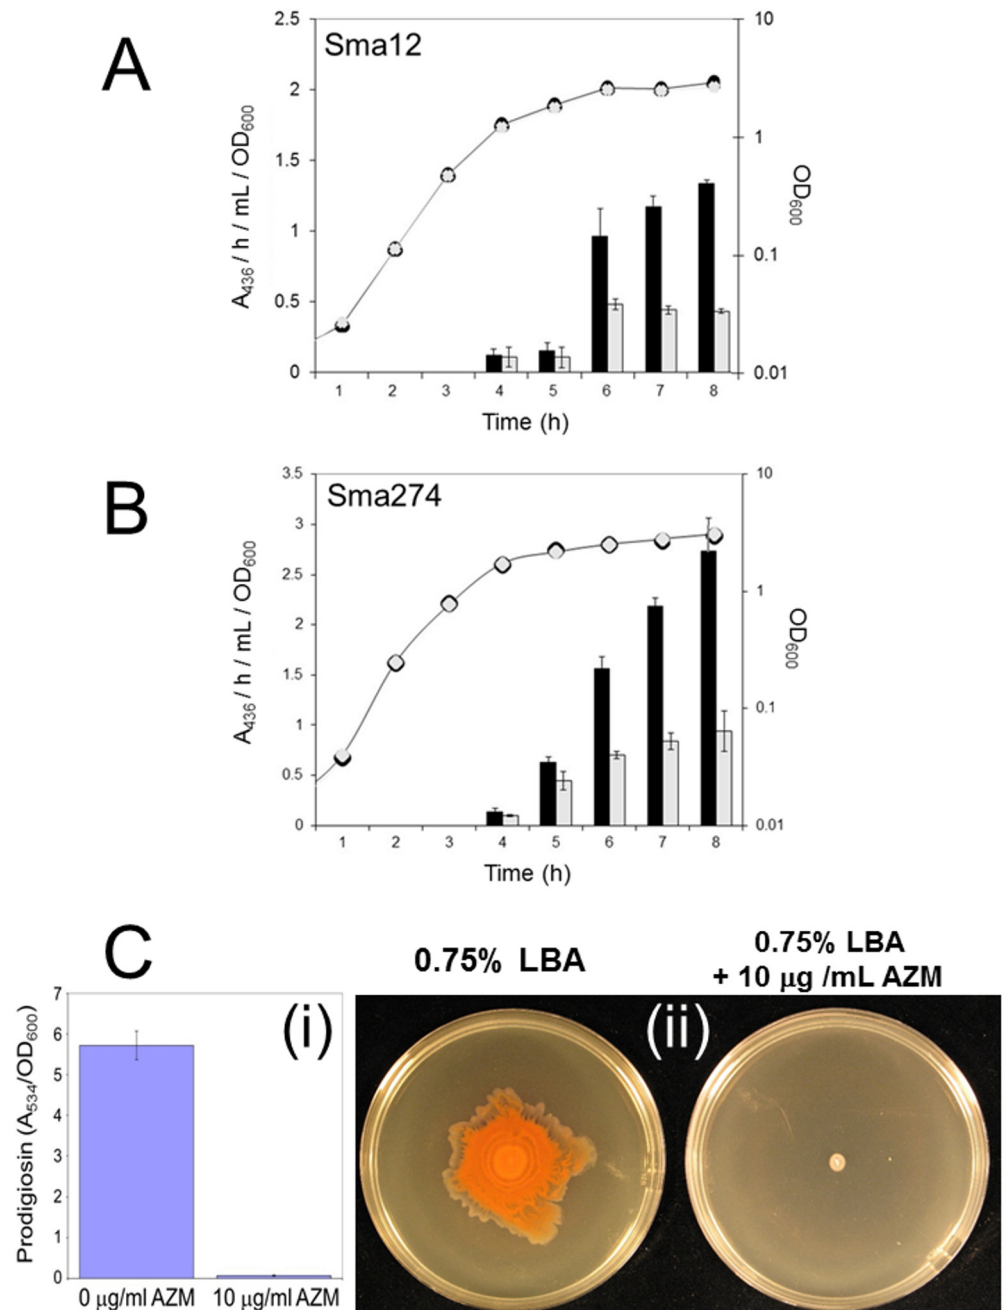 A
Sma12
2.5
2
1.5
1
0.5
0
10
1
0.1
0.01
A436 / h / mL / OD600
OD600
1 2 3 4 5 6 7 8
Time (h)
B
Sma274
3.5
3
2.5
2
1.5
1
0.5
0
10
1
0.1
0.01
A436 / h / mL / OD600
OD600
1 2 3 4 5 6 7 8
Time (h)
C
0.75% LBA
0.75% LBA
+ 10 μg /mL AZM
(i)
(ii)
7
6
5
4
3
2
1
0
Prodigiosin (A534/OD600)
0 μg/ml AZM 10 μg/ml AZM